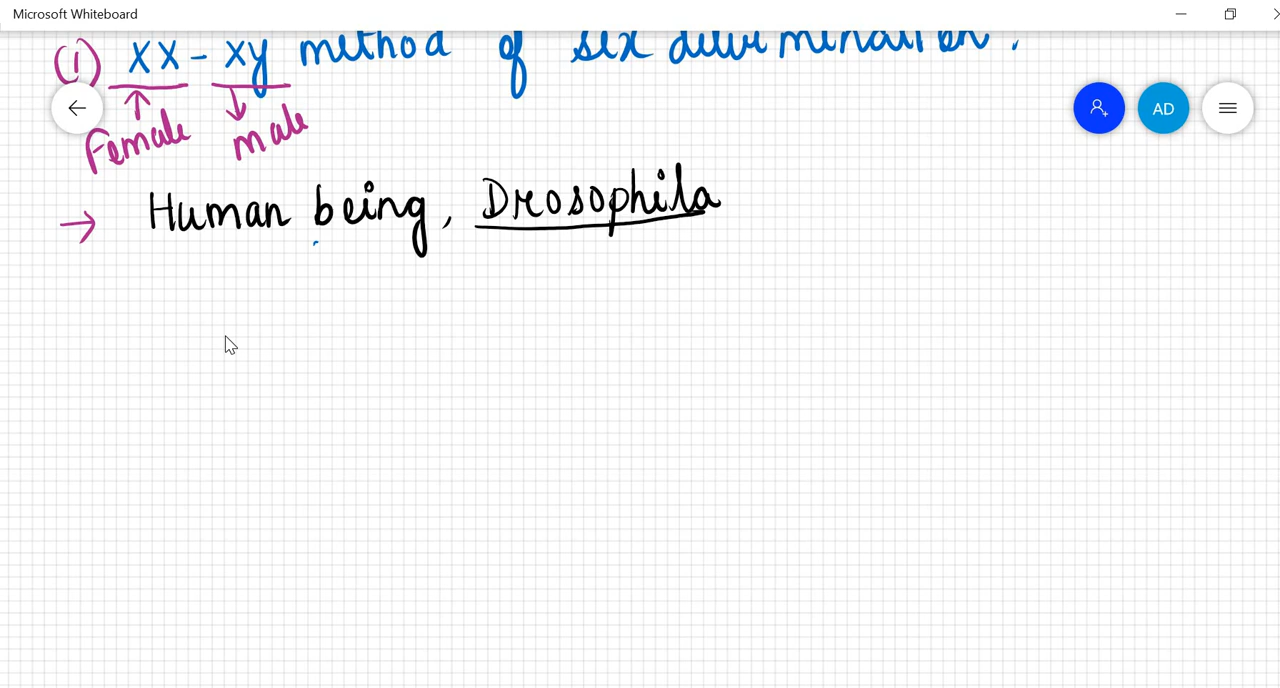 Microsoft Whiteboard
(1) XX - xy method of sex determination.
Female male
AD
→ Human being, Drosophila